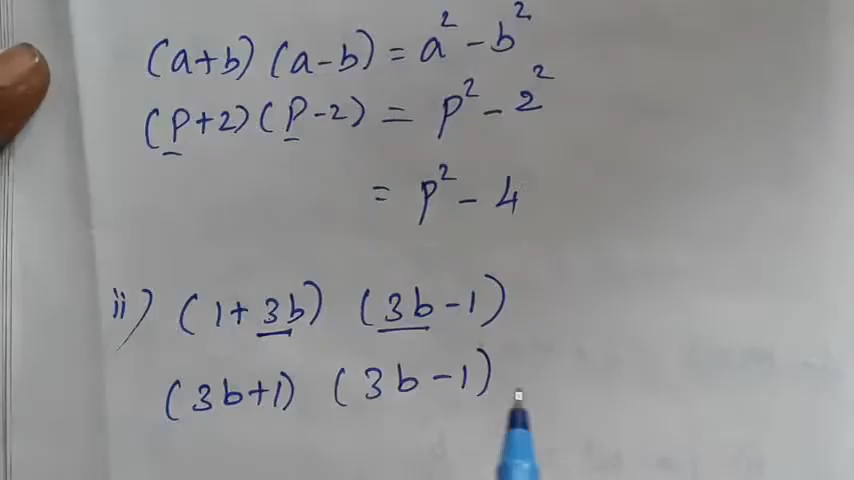 (a+b) (a-b) = a² - b²
(P+2) (P-2) = p² - 2²
= p² - 4
ii) (1+3b) (3b-1)
(3b+1) (3b-1)